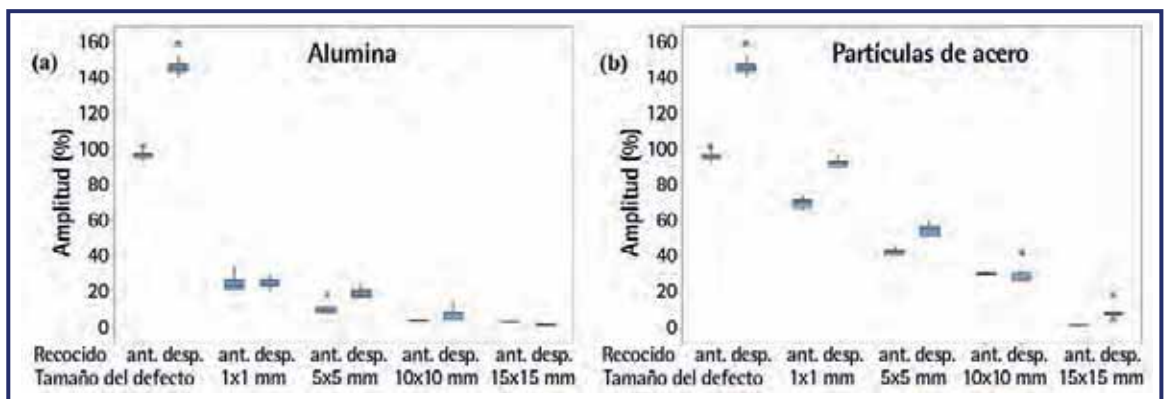 (a)
Alumina
Amplitud (%)
160
140
120
100
80
60
40
20
0
Recocido ant. desp. ant. desp. ant. desp. ant. desp. ant. desp.
Tamaño del defecto 1x1 mm 5x5 mm 10x10 mm 15x15 mm
(b)
Partículas de acero
Amplitud (%)
160
140
120
100
80
60
40
20
0
Recocido ant. desp. ant. desp. ant. desp. ant. desp. ant. desp.
Tamaño del defecto 1x1 mm 5x5 mm 10x10 mm 15x15 mm